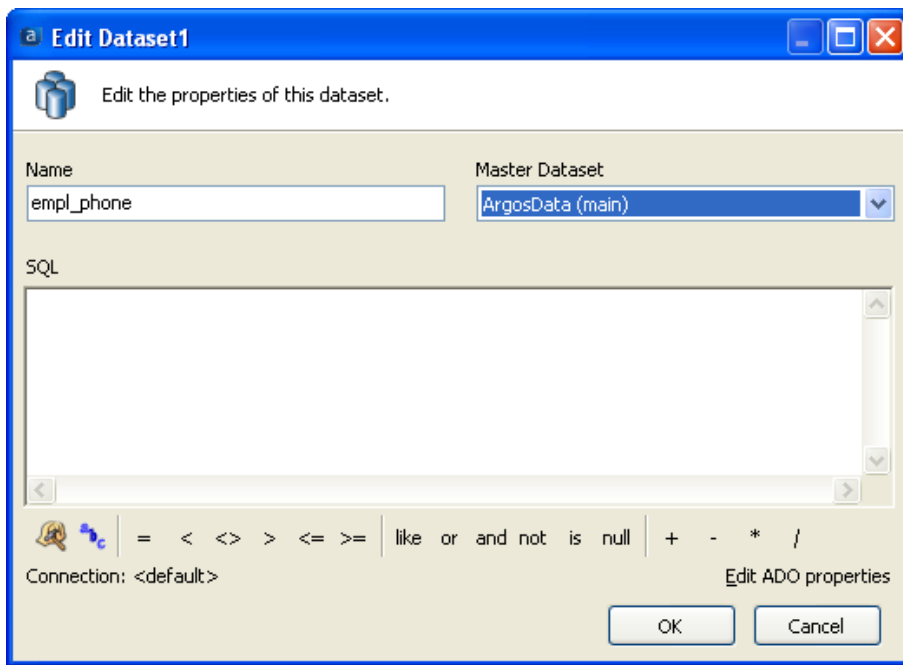 a Edit Dataset1
Edit the properties of this dataset.
Name Master Dataset
empl_phone ArgosData (main)
SQL
abc = < <> > <= >= like or and not is null + - * /
Connection: <default> Edit ADO properties
OK Cancel